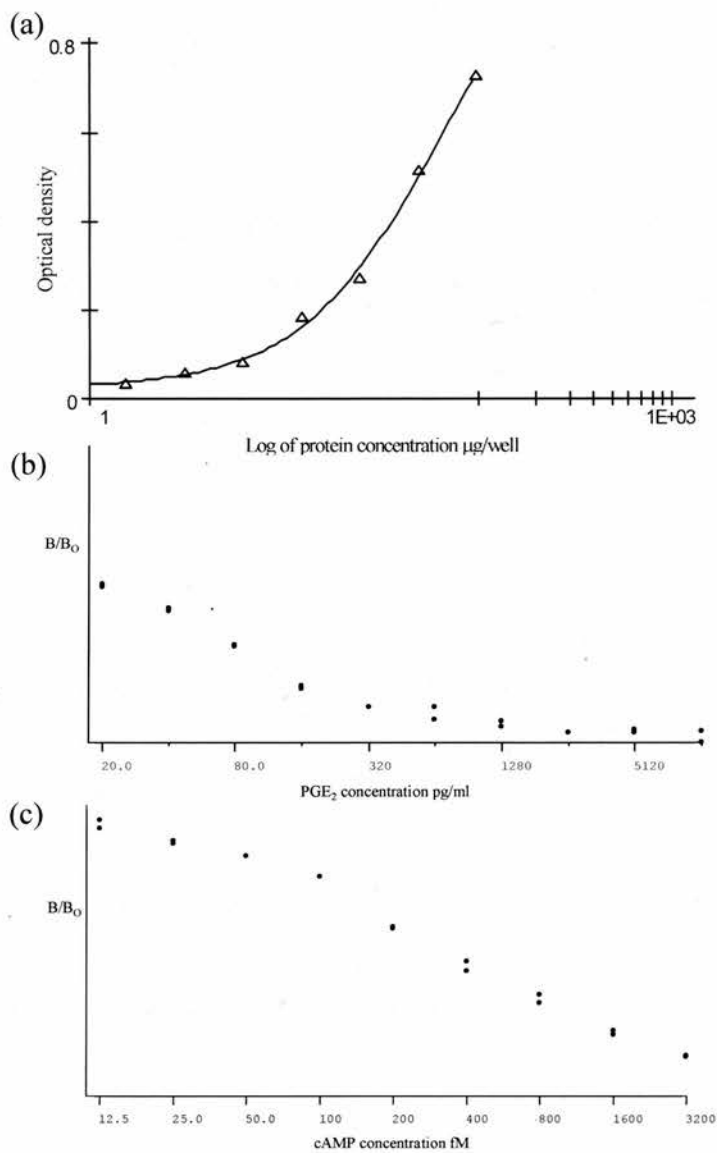 (a)
0.8
Optical density
0
1 1E+03
Log of protein concentration µg/well
(b)
B/B₀
20.0 80.0 320 1280 5120
PGE₂ concentration pg/ml
(c)
B/B₀
12.5 25.0 50.0 100 200 400 800 1600 3200
cAMP concentration fM